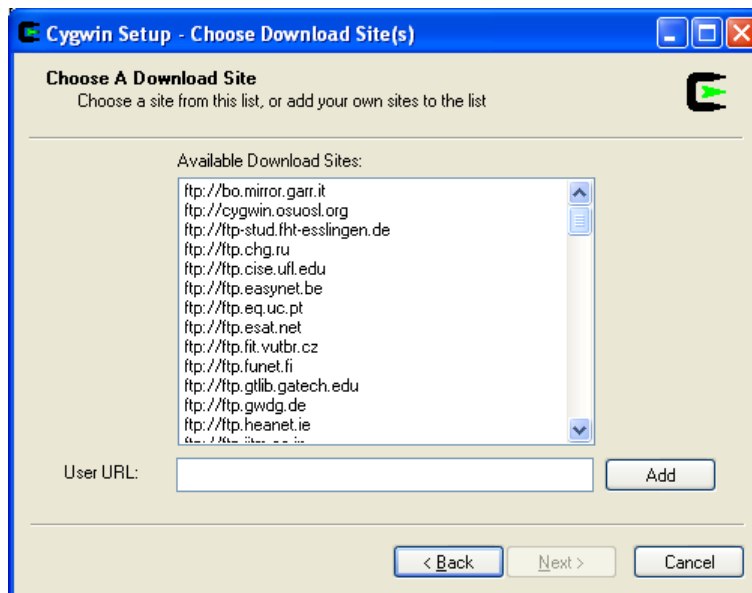 Cygwin Setup - Choose Download Site(s)
Choose A Download Site
Choose a site from this list, or add your own sites to the list
Available Download Sites:
ftp://bo.mirror.garr.it
ftp://cygwin.osuosl.org
ftp://ftp-stud.fht-esslingen.de
ftp://ftp.chg.ru
ftp://ftp.cise.ufl.edu
ftp://ftp.easynet.be
ftp://ftp.eq.uc.pt
ftp://ftp.esat.net
ftp://ftp.fit.vutbr.cz
ftp://ftp.funet.fi
ftp://ftp.gtlib.gatech.edu
ftp://ftp.gwdg.de
ftp://ftp.heanet.ie
User URL:
Add
< Back
Next >
Cancel